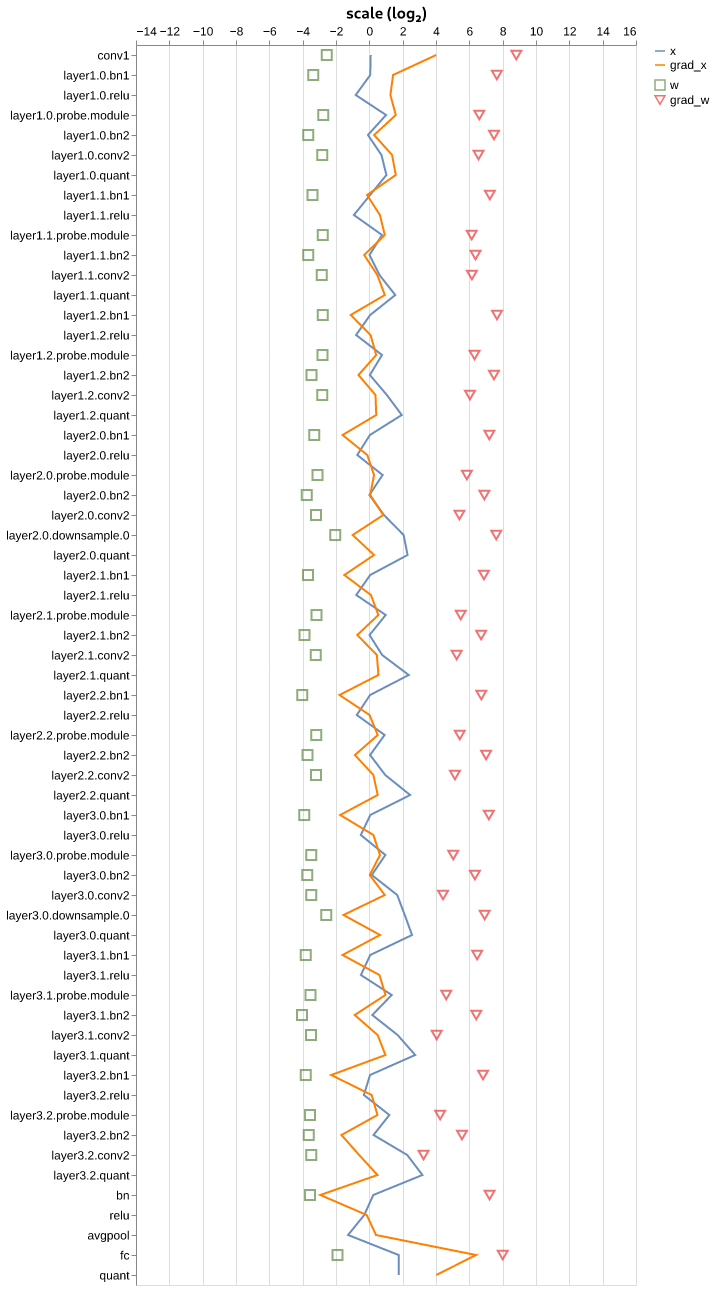 scale (log₂)
−14 −12 −10 −8 −6 −4 −2 0 2 4 6 8 10 12 14 16
x
grad_x
w
grad_w
conv1
layer1.0.bn1
layer1.0.relu
layer1.0.probe.module
layer1.0.bn2
layer1.0.conv2
layer1.0.quant
layer1.1.bn1
layer1.1.relu
layer1.1.probe.module
layer1.1.bn2
layer1.1.conv2
layer1.1.quant
layer1.2.bn1
layer1.2.relu
layer1.2.probe.module
layer1.2.bn2
layer1.2.conv2
layer1.2.quant
layer2.0.bn1
layer2.0.relu
layer2.0.probe.module
layer2.0.bn2
layer2.0.conv2
layer2.0.downsample.0
layer2.0.quant
layer2.1.bn1
layer2.1.relu
layer2.1.probe.module
layer2.1.bn2
layer2.1.conv2
layer2.1.quant
layer2.2.bn1
layer2.2.relu
layer2.2.probe.module
layer2.2.bn2
layer2.2.conv2
layer2.2.quant
layer3.0.bn1
layer3.0.relu
layer3.0.probe.module
layer3.0.bn2
layer3.0.conv2
layer3.0.downsample.0
layer3.0.quant
layer3.1.bn1
layer3.1.relu
layer3.1.probe.module
layer3.1.bn2
layer3.1.conv2
layer3.1.quant
layer3.2.bn1
layer3.2.relu
layer3.2.probe.module
layer3.2.bn2
layer3.2.conv2
layer3.2.quant
bn
relu
avgpool
fc
quant